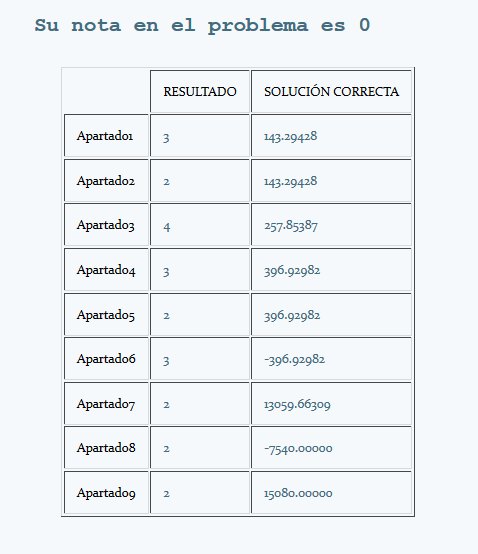 Su nota en el problema es 0
RESULTADO SOLUCIÓN CORRECTA
Apartado1 3 143.29428
Apartado2 2 143.29428
Apartado3 4 257.85387
Apartado4 3 396.92982
Apartado5 2 396.92982
Apartado6 3 -396.92982
Apartado7 2 13059.66309
Apartado8 2 -7540.00000
Apartado9 2 15080.00000